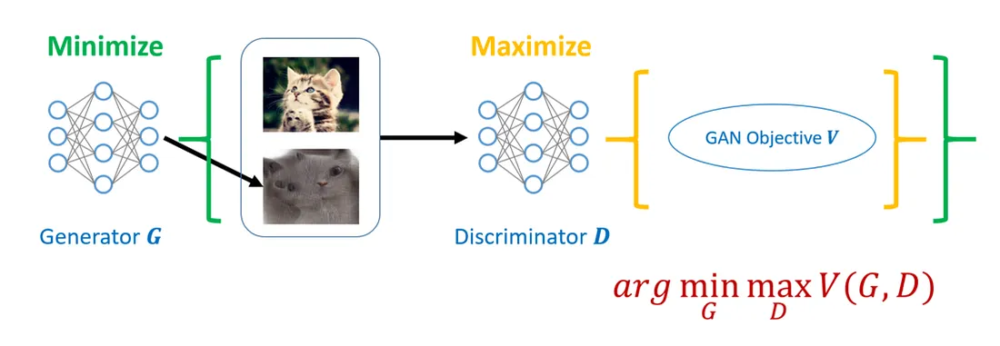 Minimize
Maximize
GAN Objective V
Generator G
Discriminator D
arg min max V(G, D)
G D